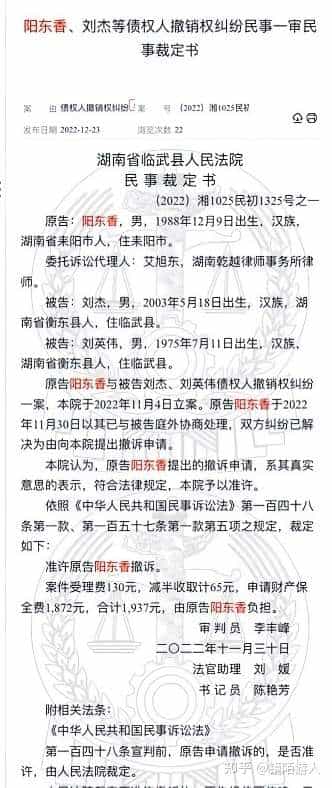 阳东香、刘杰等债权人撤销权纠纷民事一审民
事裁定书
案 由 债权人撤销权纠纷 案 号 (2022)湘1025民初
发布日期 2022-12-23 浏览次数 22
湖南省临武县人民法院
民 事 裁 定 书
(2022)湘1025民初1325号之一
原告：阳东香，男，1988年12月9日出生，汉族，
湖南省耒阳市人，住耒阳市。
委托诉讼代理人：艾旭东，湖南乾越律师事务所律
师。
被告：刘杰，男，2003年5月18日出生，汉族，湖
南省衡东县人，住临武县。
被告：刘英伟，男，1975年7月11日出生，汉族，
湖南省衡东县人，住临武县。
原告阳东香与被告刘杰、刘英伟债权人撤销权纠纷
一案，本院于2022年11月4日立案。原告阳东香于2022
年11月30日以其已与被告庭外协商处理，双方纠纷已解
决为由向本院提出撤诉申请。
本院认为，原告阳东香提出的撤诉申请，系其真实
意思的表示，符合法律规定，本院予以准许。
依照《中华人民共和国民事诉讼法》第一百四十八
条第一款、第一百五十七条第一款第五项之规定，裁定
如下：
准许原告阳东香撤诉。
案件受理费130元，减半收取计65元，申请财产保
全费1,872元，合计1,937元，由原告阳东香负担。
审 判 员 李丰峰
二〇二二年十一月三十日
法官助理 刘 媛
书 记 员 陈艳芳
附相关法条：
《中华人民共和国民事诉讼法》
第一百四十八条宣判前，原告申请撤诉的，是否准
许，由人民法院裁定。